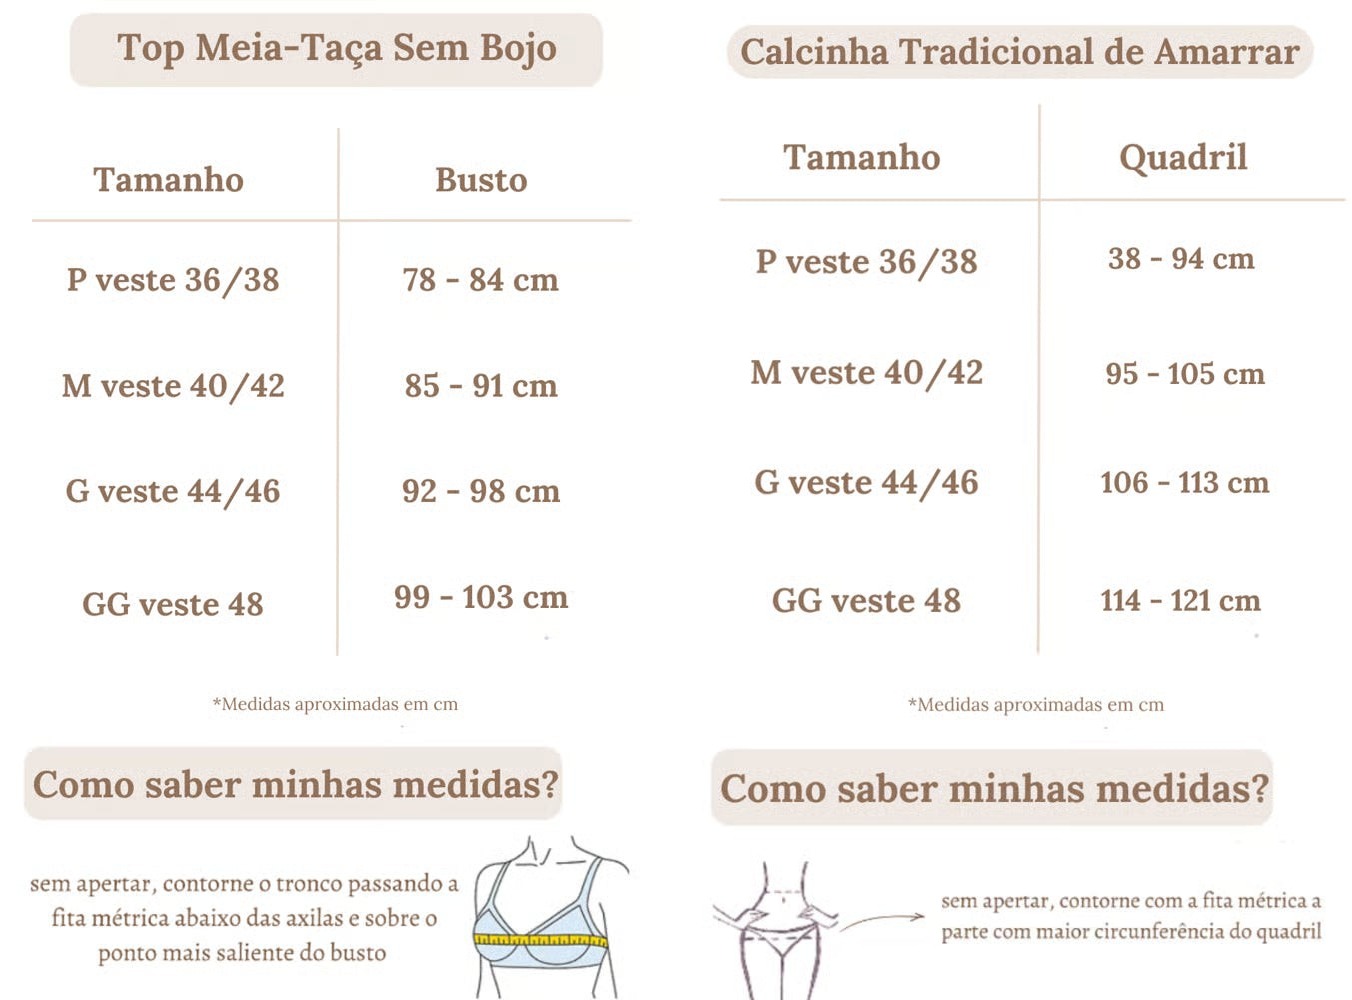 Top Meia-Taça Sem Bojo
Tamanho Busto
P veste 36/38 78 - 84 cm
M veste 40/42 85 - 91 cm
G veste 44/46 92 - 98 cm
GG veste 48 99 - 103 cm
*Medidas aproximadas em cm
Como saber minhas medidas?
sem apertar, contorne o tronco passando a
fita métrica abaixo das axilas e sobre o
ponto mais saliente do busto
Calcinha Tradicional de Amarrar
Tamanho Quadril
P veste 36/38 38 - 94 cm
M veste 40/42 95 - 105 cm
G veste 44/46 106 - 113 cm
GG veste 48 114 - 121 cm
*Medidas aproximadas em cm
Como saber minhas medidas?
sem apertar, contorne com a fita métrica a
parte com maior circunferência do quadril